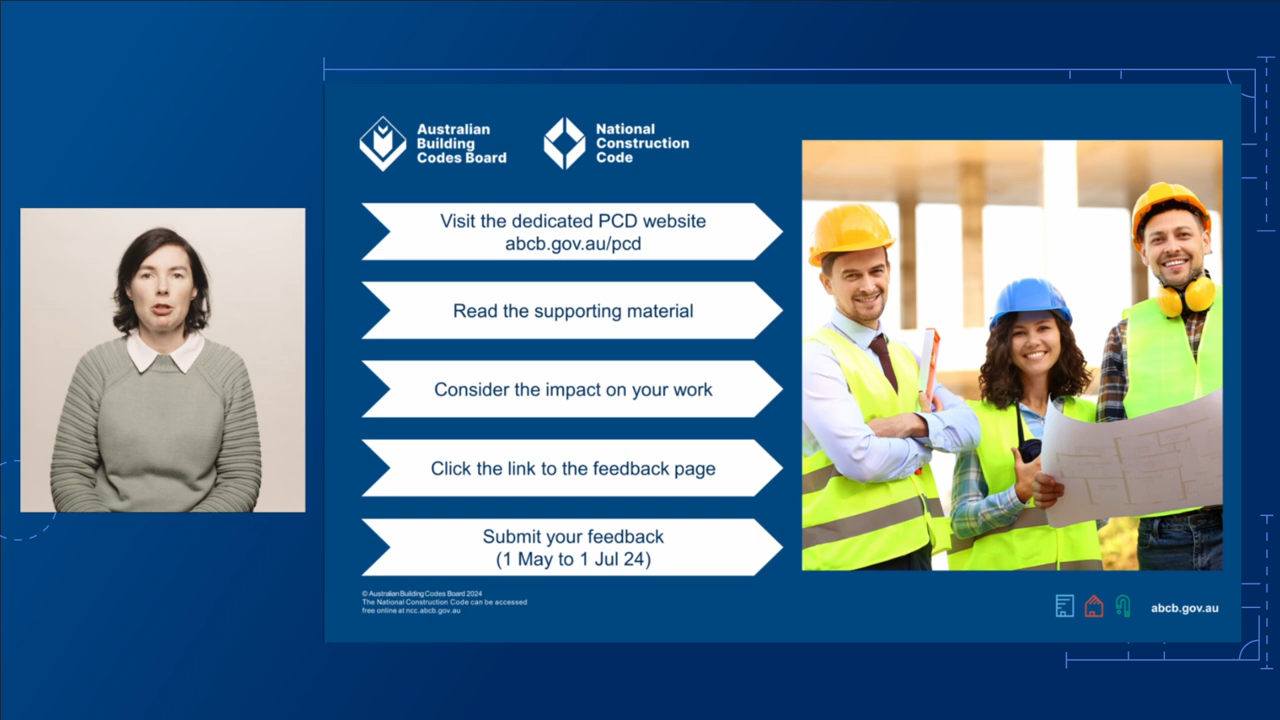 Australian
Building
Codes Board
National
Construction
Code
Visit the dedicated PCD website
abcb.gov.au/pcd
Read the supporting material
Consider the impact on your work
Click the link to the feedback page
Submit your feedback
(1 May to 1 Jul 24)
© Australian Building Codes Board 2024
The National Construction Code can be accessed
free online at ncc.abcb.gov.au
abcb.gov.au